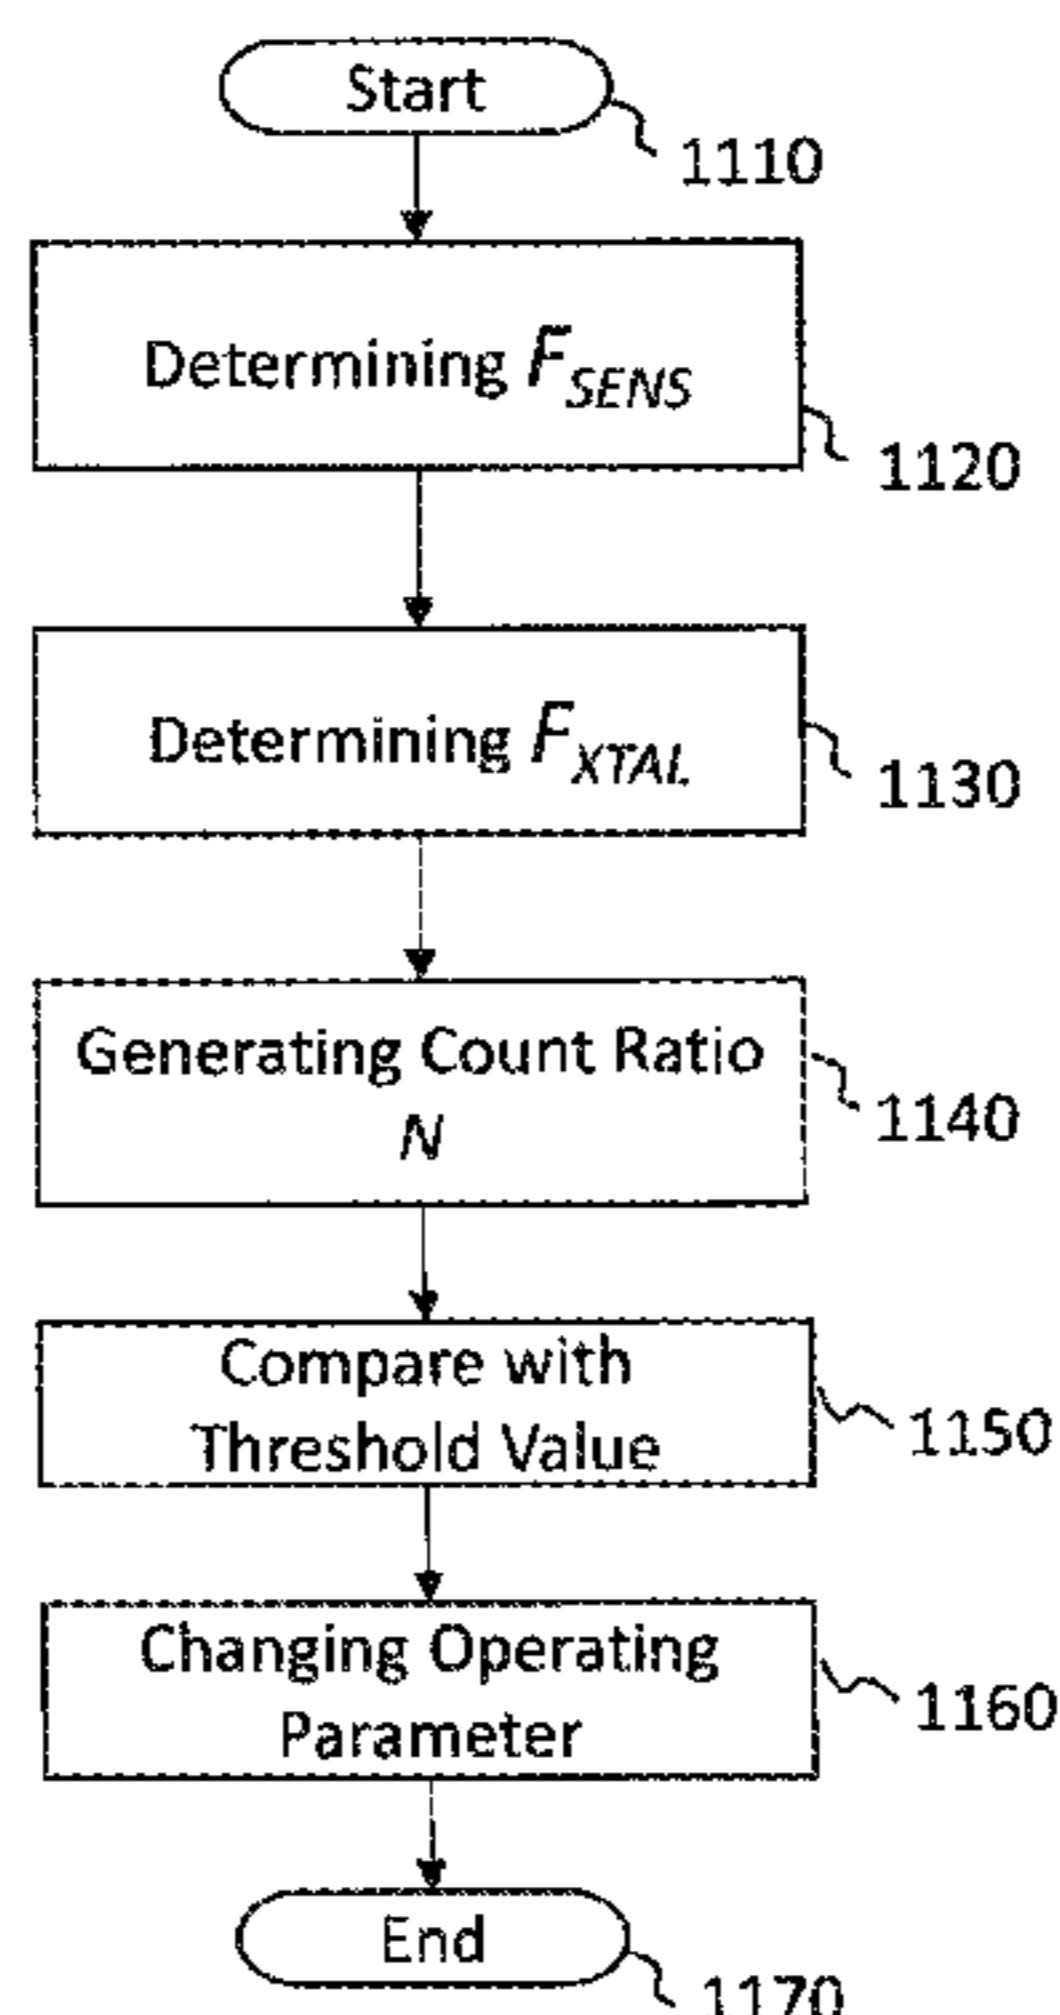 Start
1110
Determining F_SENS
1120
Determining F_XTAL
1130
Generating Count Ratio
N
1140
Compare with
Threshold Value
1150
Changing Operating
Parameter
1160
End
1170